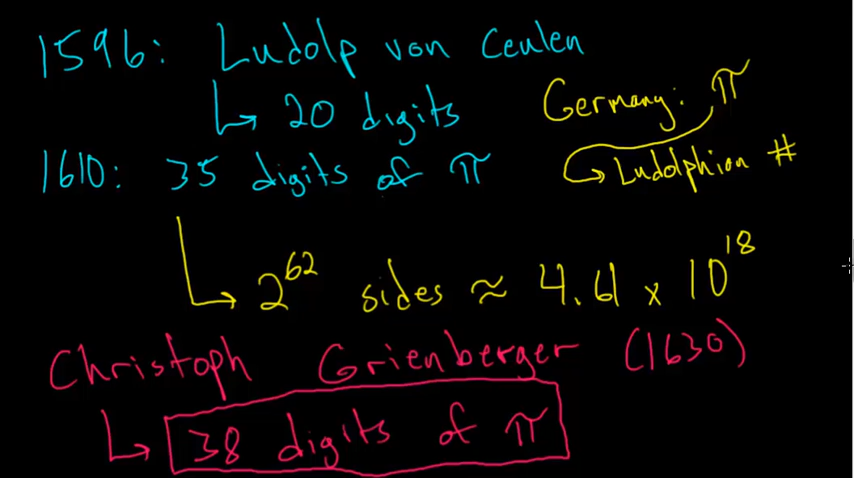 1596: Ludolp von Ceulen
↳ 20 digits
Germany: π
1610: 35 digits of π
↳ Ludolphion #
↳ 2^62 sides ≈ 4.61 x 10^18
Christoph Grienberger (1630)
↳ 38 digits of π